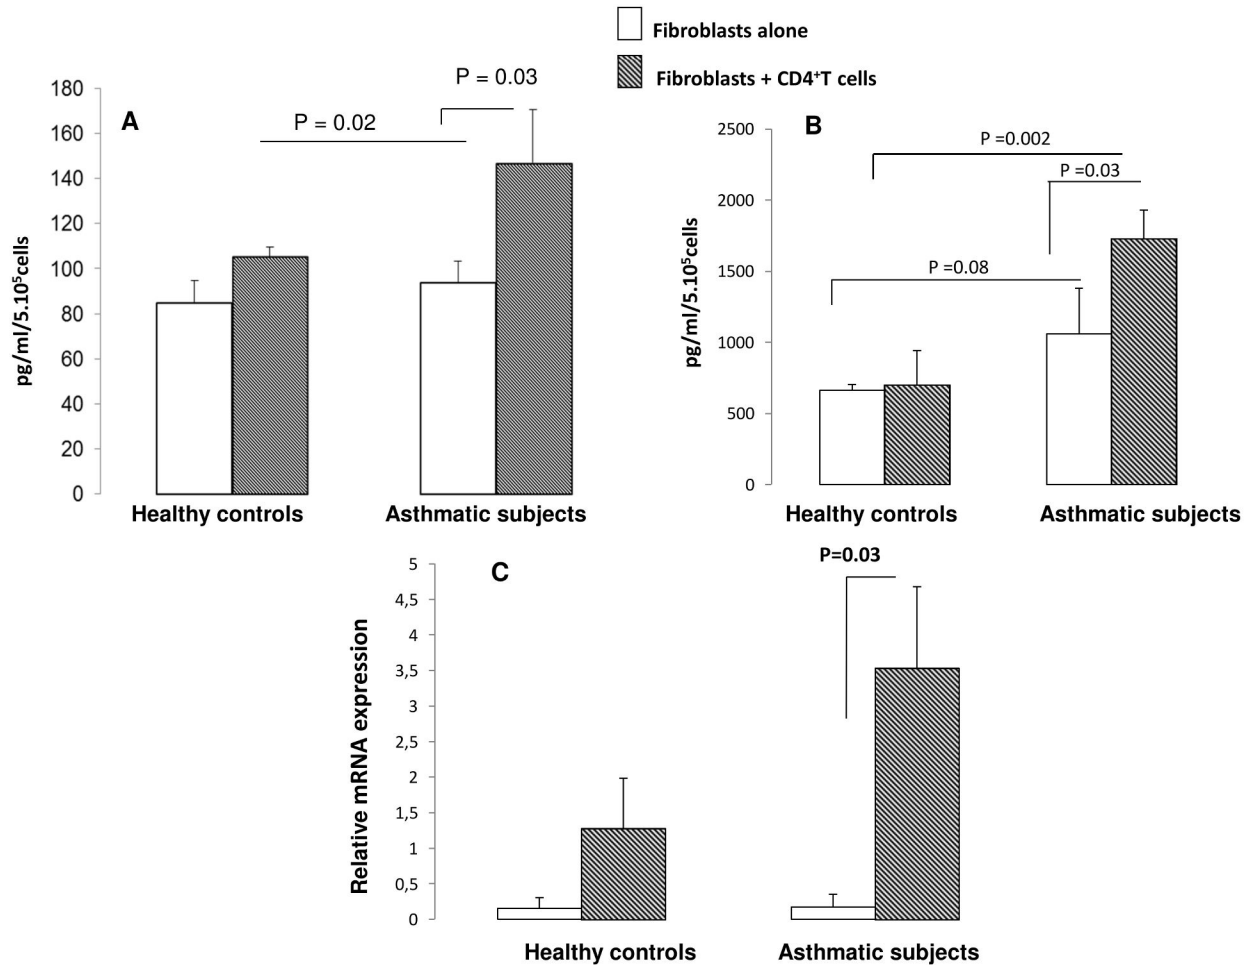 Fibroblasts alone
Fibroblasts + CD4⁺T cells
A
P = 0.02
P = 0.03
180
160
140
120
100
80
60
40
20
0
pg/ml/5.10⁵cells
Healthy controls
Asthmatic subjects
B
P =0.002
P =0.03
P =0.08
2500
2000
1500
1000
500
0
pg/ml/5.10⁵cells
Healthy controls
Asthmatic subjects
C
P=0.03
5
4,5
4
3,5
3
2,5
2
1,5
1
0,5
0
Relative mRNA expression
Healthy controls
Asthmatic subjects